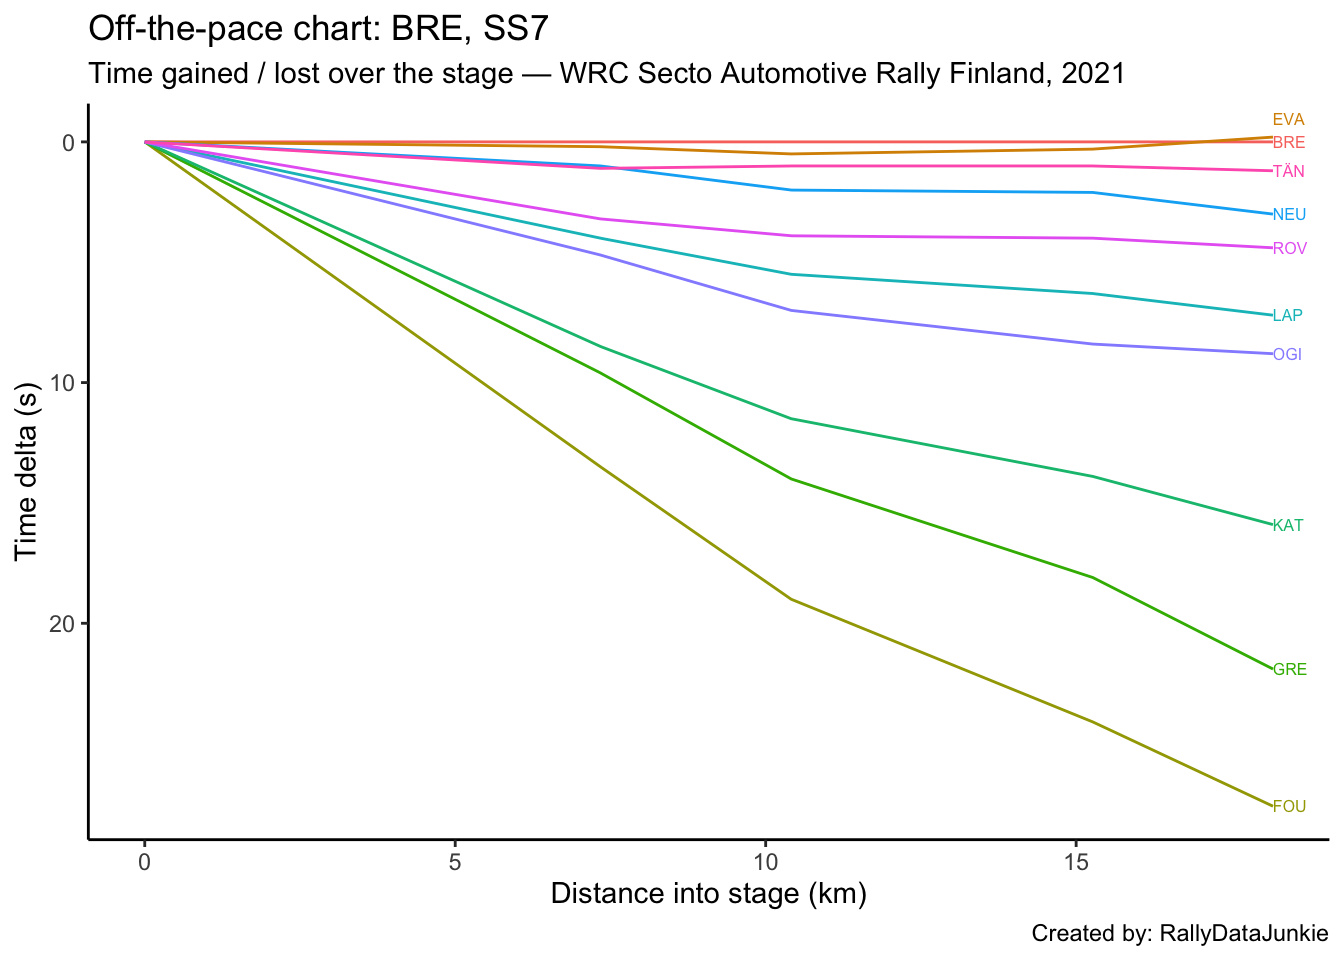 Off-the-pace chart: BRE, SS7
Time gained / lost over the stage — WRC Secto Automotive Rally Finland, 2021
EVA
0
BRE
TÄN
NEU
ROV
LAP
OGI
10
Time delta (s)
KAT
20
GRE
FOU
0 5 10 15
Distance into stage (km)
Created by: RallyDataJunkie